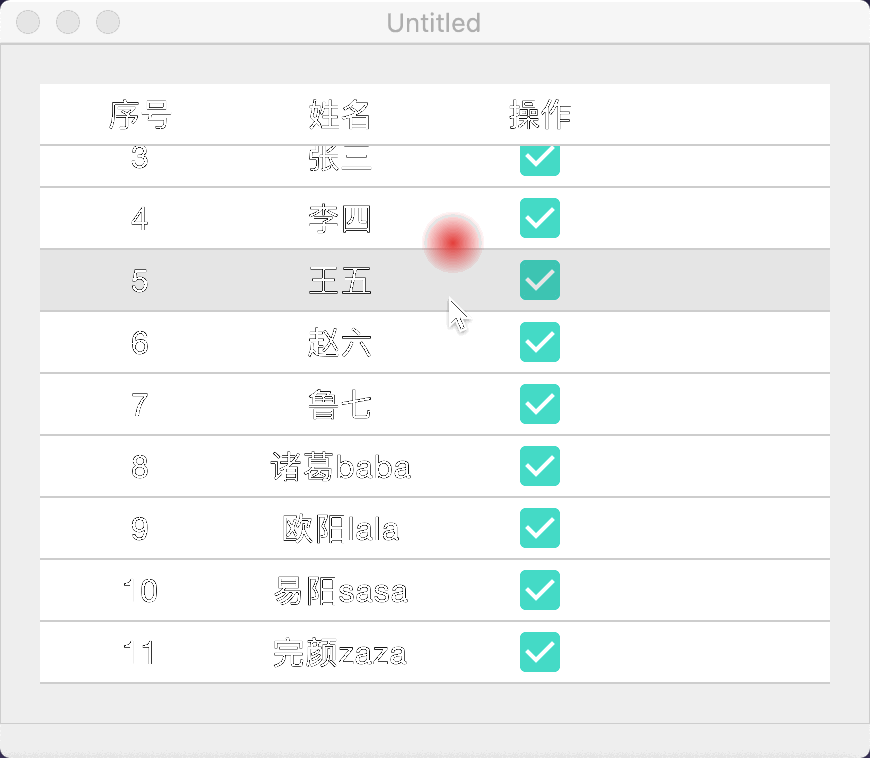 Untitled
序号 姓名 操作
3 张三
4 李四
5 王五
6 赵六
7 鲁七
8 诸葛baba
9 欧阳lala
10 易阳sasa
11 完颜zaza